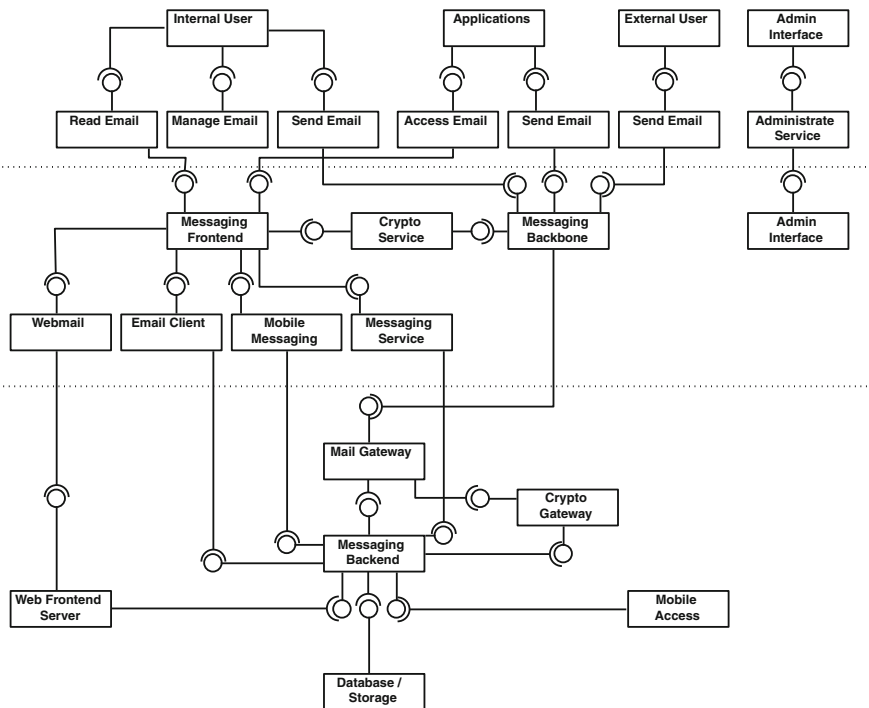 Internal User
Applications
External User
Admin
Interface
Read Email
Manage Email
Send Email
Access Email
Send Email
Send Email
Administrate
Service
Messaging
Frontend
Crypto
Service
Messaging
Backbone
Admin
Interface
Webmail
Email Client
Mobile
Messaging
Messaging
Service
Mail Gateway
Crypto
Gateway
Messaging
Backend
Web Frontend
Server
Mobile
Access
Database /
Storage